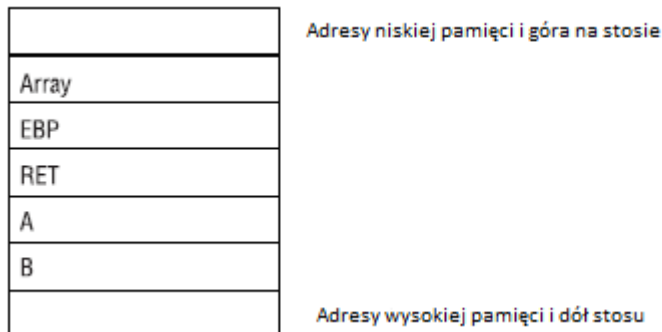 Adresy niskiej pamięci i góra na stosie
Array
EBP
RET
A
B
Adresy wysokiej pamięci i dół stosu